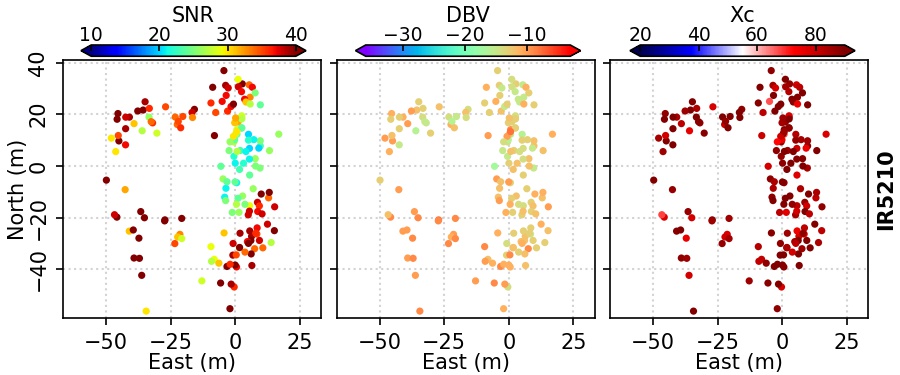 SNR DBV Xc
10 20 30 40 −30 −20 −10 20 40 60 80
40
20
0
−20
−40
North (m)
IR5210
−50 −25 0 25 −50 −25 0 25 −50 −25 0 25
East (m) East (m) East (m)